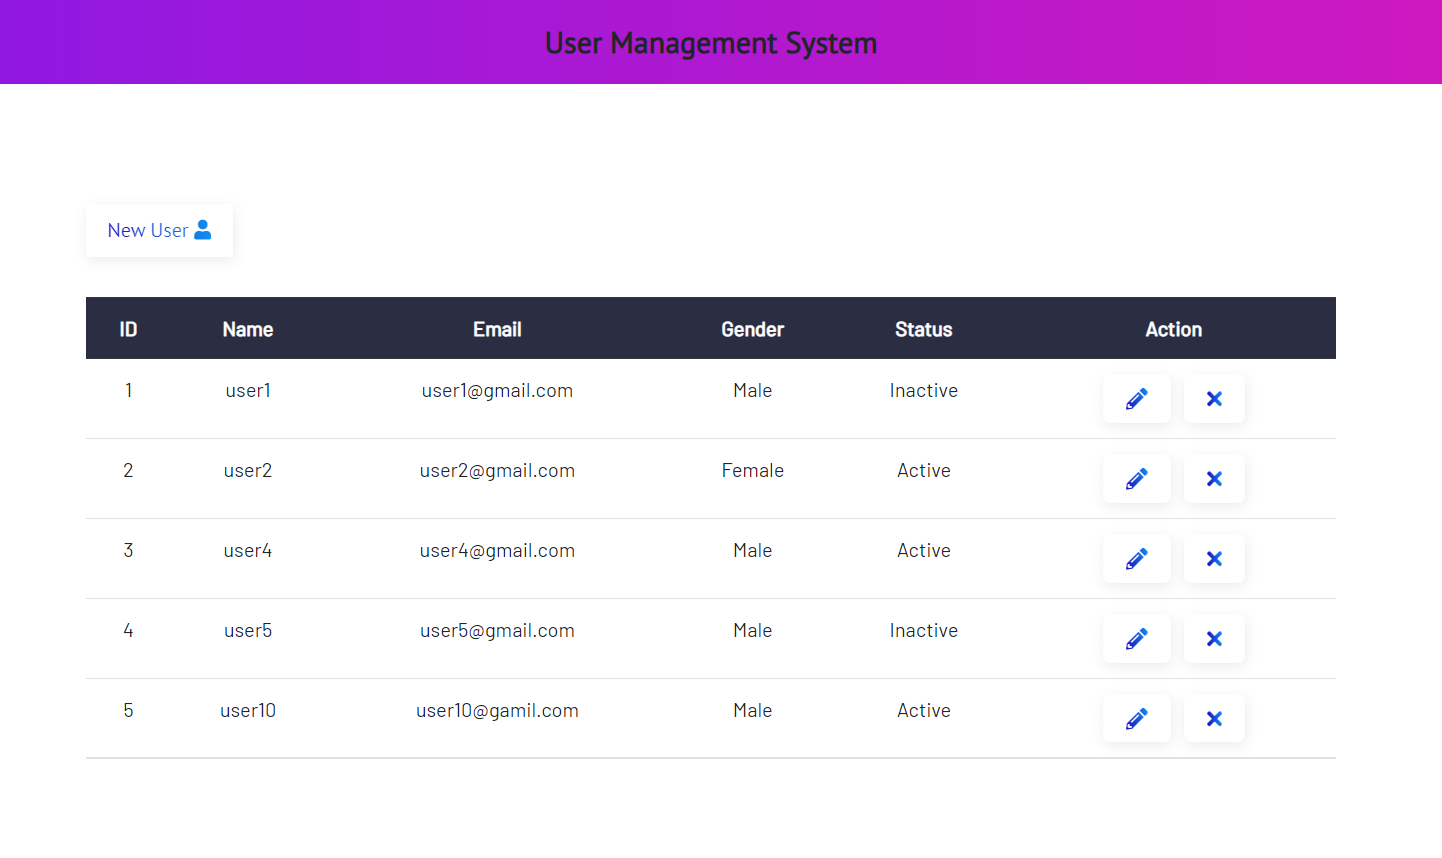 User Management System
New User
ID Name Email Gender Status Action
1 user1 user1@gmail.com Male Inactive
2 user2 user2@gmail.com Female Active
3 user4 user4@gmail.com Male Active
4 user5 user5@gmail.com Male Inactive
5 user10 user10@gamil.com Male Active